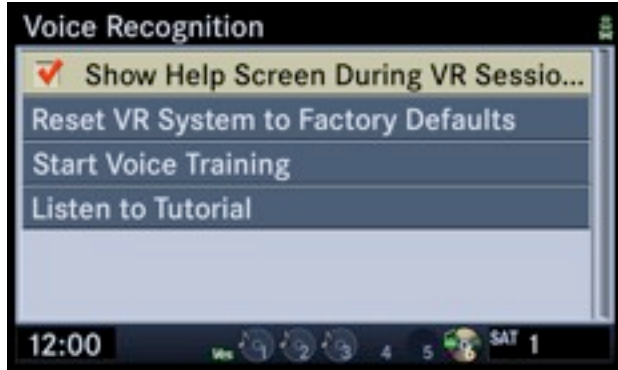 Voice Recognition
Show Help Screen During VR Sessio...
Reset VR System to Factory Defaults
Start Voice Training
Listen to Tutorial
12:00 Ves 1 2 3 4 5 6 SAT 1